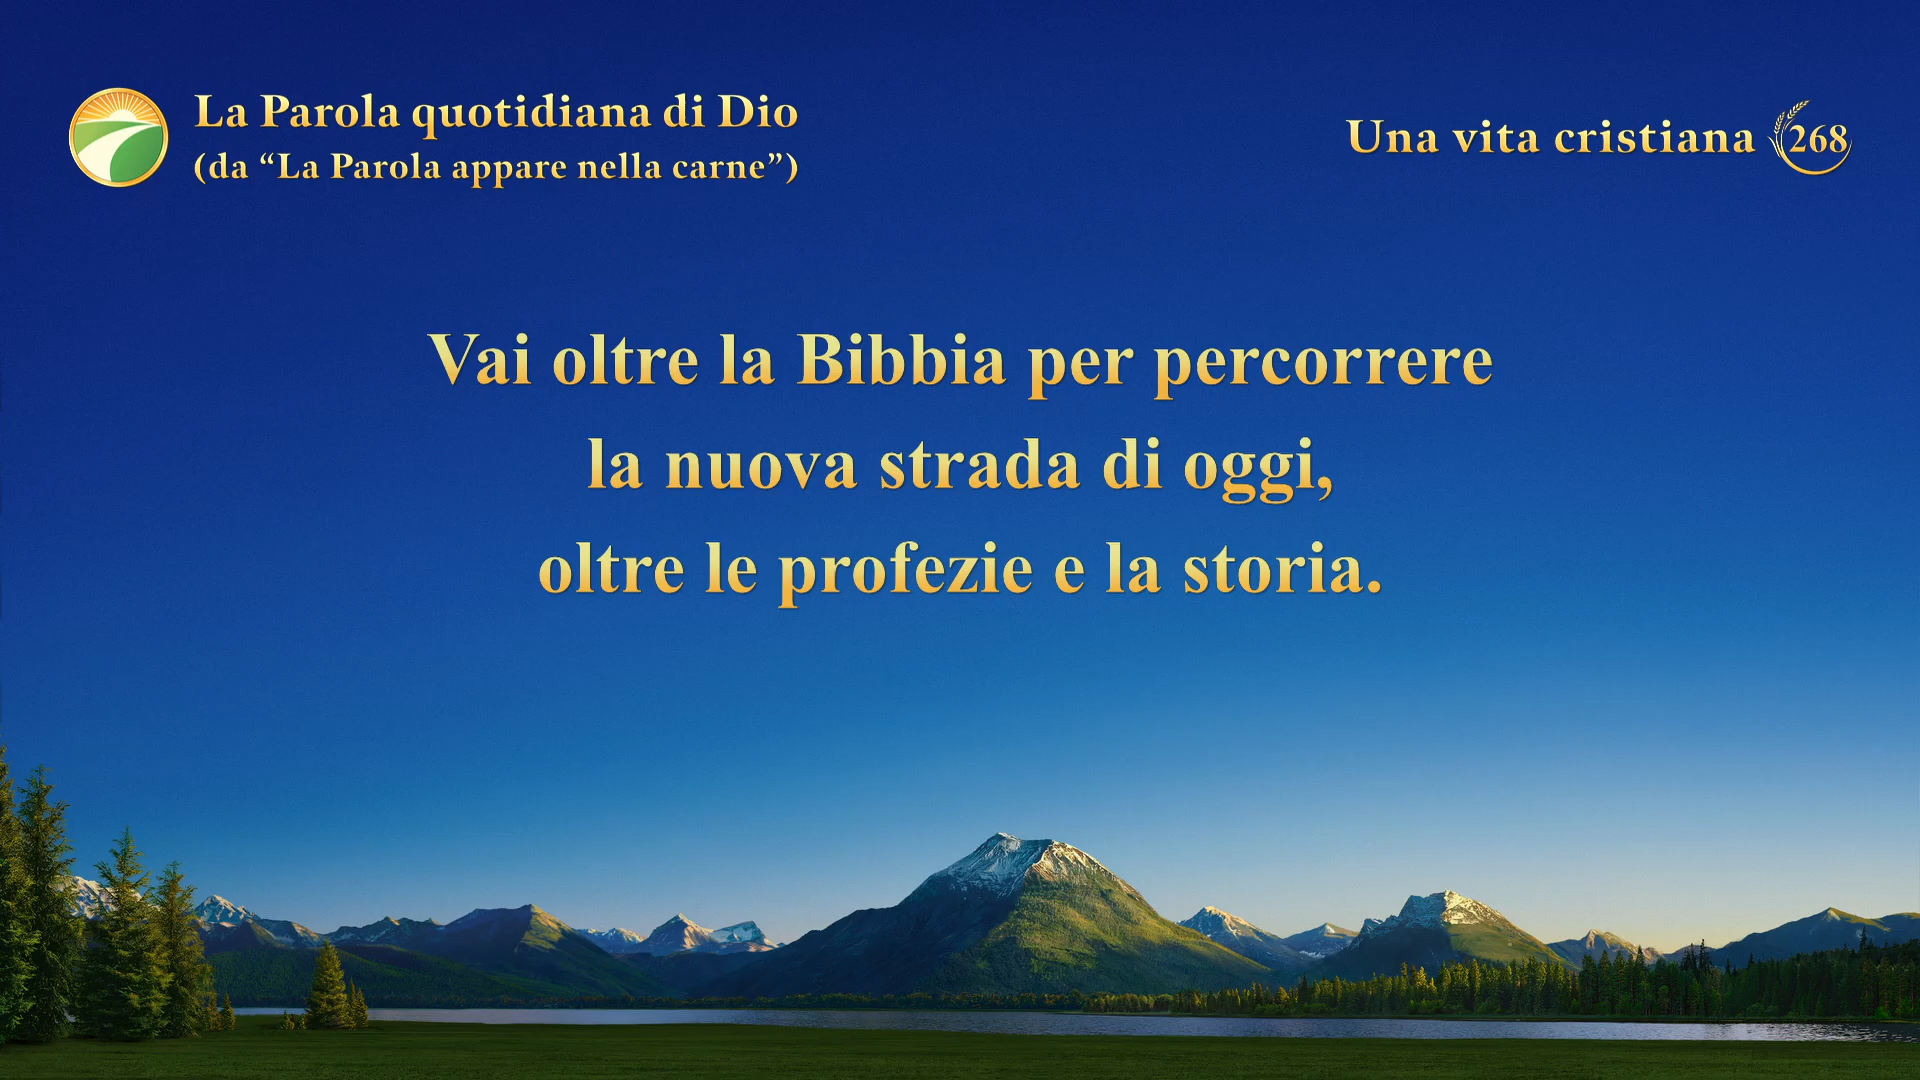 La Parola quotidiana di Dio
(da “La Parola appare nella carne”)
Una vita cristiana 268
Vai oltre la Bibbia per percorrere
la nuova strada di oggi,
oltre le profezie e la storia.